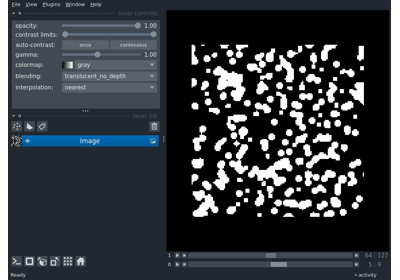 File View Plugins Window Help
layer controls
opacity: 1.00
contrast limits:
auto-contrast: once continuous
gamma: 1.00
colormap: gray
blending: translucent_no_depth
interpolation: nearest
layer list
Image
1 64 127
0 5 9
Ready activity